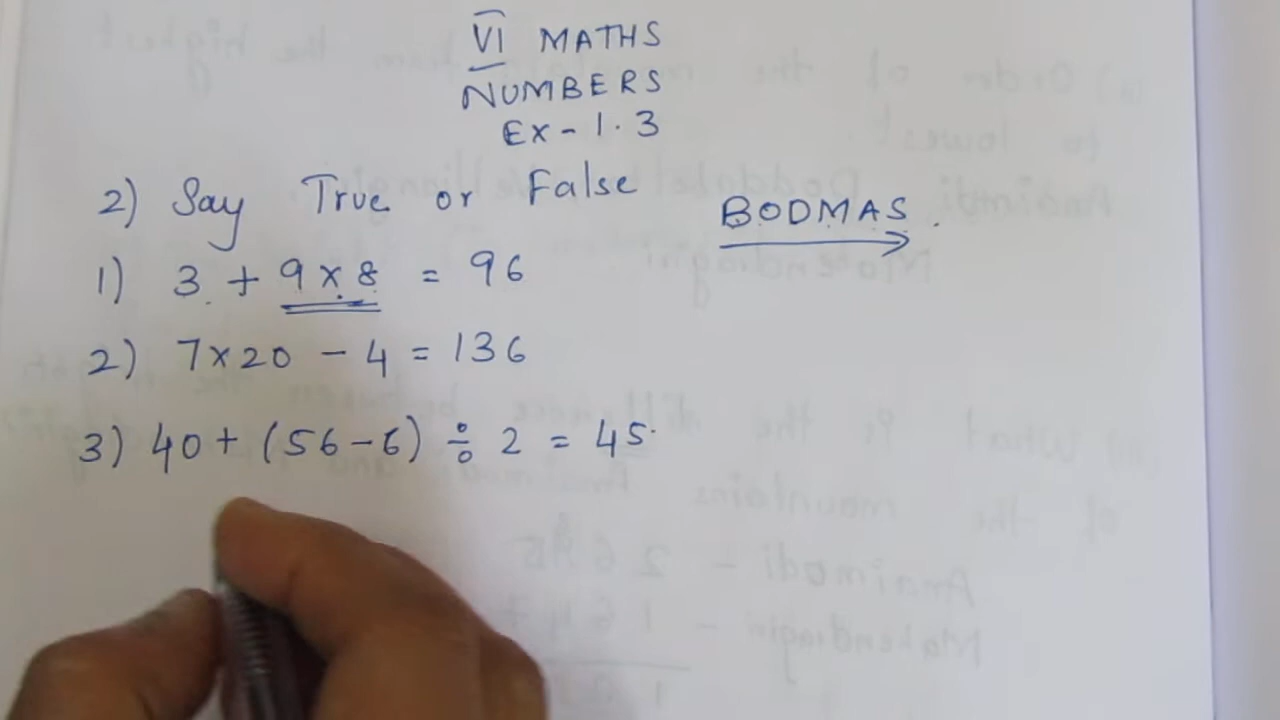 VI MATHS
NUMBERS
Ex - 1.3
2) Say True or False
BODMAS.
1) 3 + 9 x 8 = 96
2) 7 x 20 - 4 = 136
3) 40 + (56 - 6) ÷ 2 = 45